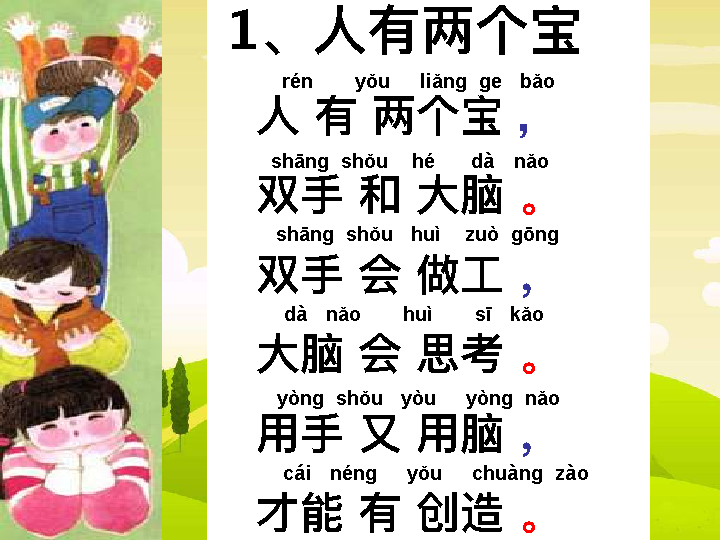 1、人有两个宝
rén yǒu liǎng ge bǎo
人 有 两个宝，
shāng shǒu hé dà nǎo
双手 和 大脑 。
shāng shǒu huì zuò gōng
双手 会 做工，
dà nǎo huì sī kǎo
大脑 会 思考 。
yòng shǒu yòu yòng nǎo
用手 又 用脑，
cái néng yǒu chuàng zào
才能 有 创造 。